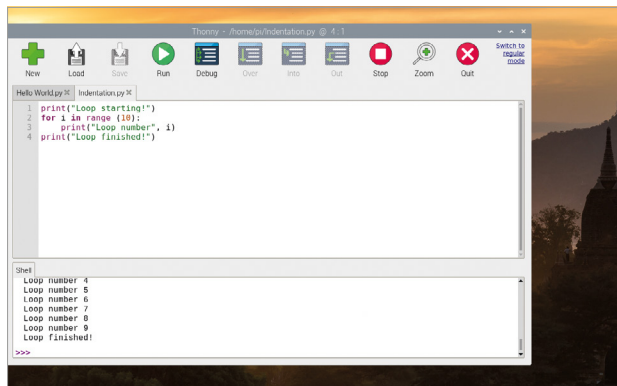 Thonny - /home/pi/Indentation.py @ 4:1
New Load Save Run Debug Over Into Out Stop Zoom Quit
Switch to
regular
mode
Hello World.py Indentation.py
1 print("Loop starting!")
2 for i in range (10):
3     print("Loop number", i)
4 print("Loop finished!")
Shell
Loop number 4
Loop number 5
Loop number 6
Loop number 7
Loop number 8
Loop number 9
Loop finished!
>>>